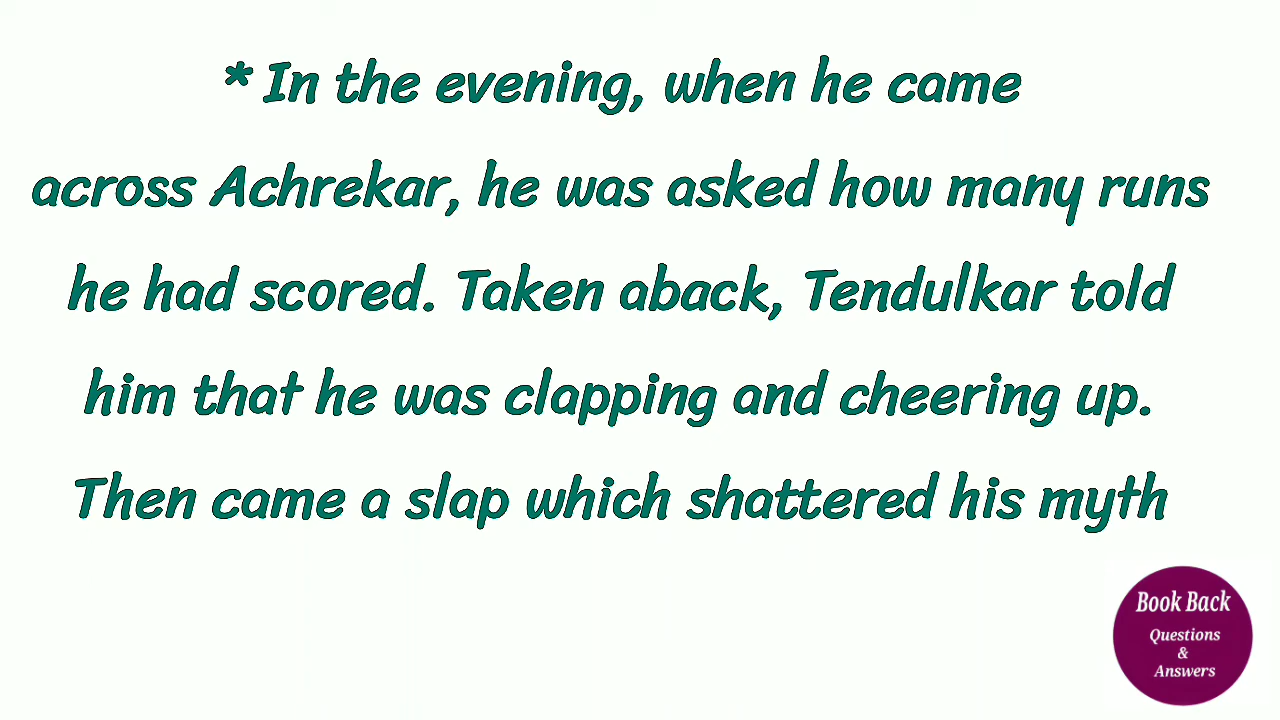 * In the evening, when he came
across Achrekar, he was asked how many runs
he had scored. Taken aback, Tendulkar told
him that he was clapping and cheering up.
Then came a slap which shattered his myth
Book Back
Questions
&
Answers